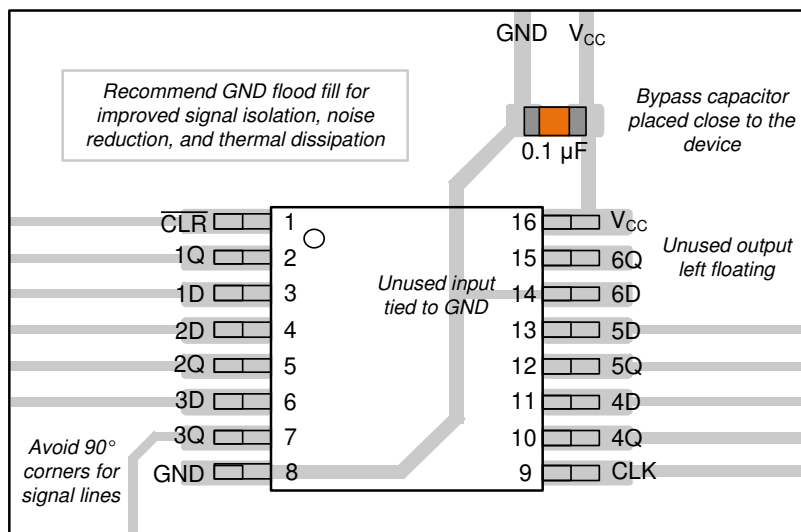 GND
VCC
Recommend GND flood fill for
improved signal isolation, noise
reduction, and thermal dissipation
Bypass capacitor
placed close to the
device
0.1 µF
CLR
1
16
VCC
1Q
2
15
6Q
Unused output
left floating
1D
3
Unused input
tied to GND
14
6D
2D
4
13
5D
2Q
5
12
5Q
3D
6
11
4D
3Q
7
10
4Q
Avoid 90°
corners for
signal lines
GND
8
9
CLK